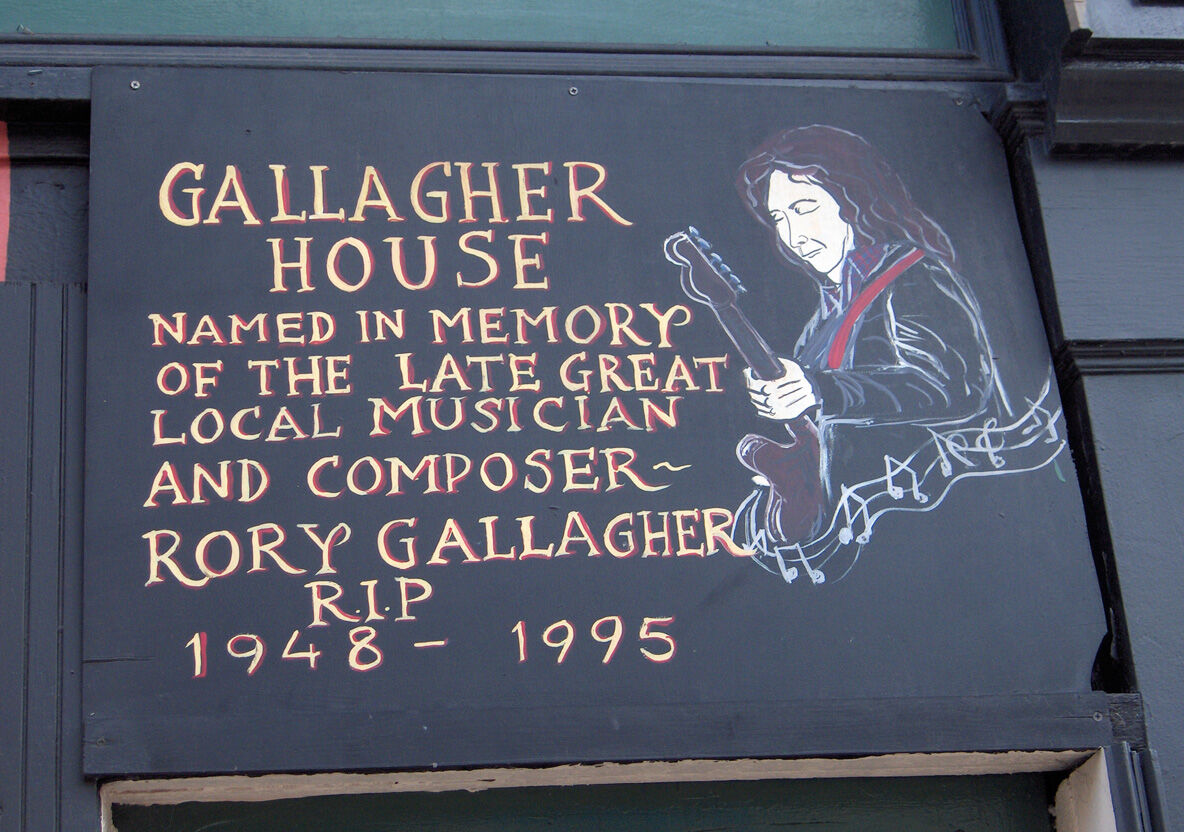 GALLAGHER
HOUSE
NAMED IN MEMORY
OF THE LATE GREAT
LOCAL MUSICIAN
AND COMPOSER~
RORY GALLAGHER
R.I.P
1948 - 1995